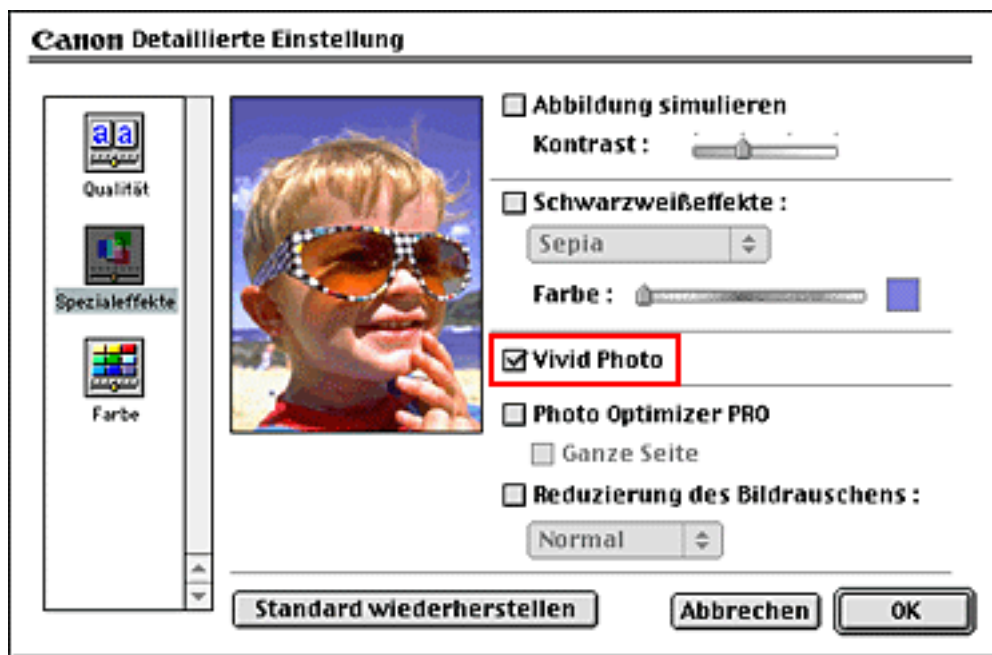 Canon Detaillierte Einstellung
aa
Qualität
Spezialeffekte
Farbe
Abbildung simulieren
Kontrast :
Schwarzweißeffekte :
Sepia
Farbe :
Vivid Photo
Photo Optimizer PRO
Ganze Seite
Reduzierung des Bildrauschens :
Normal
Standard wiederherstellen
Abbrechen
OK